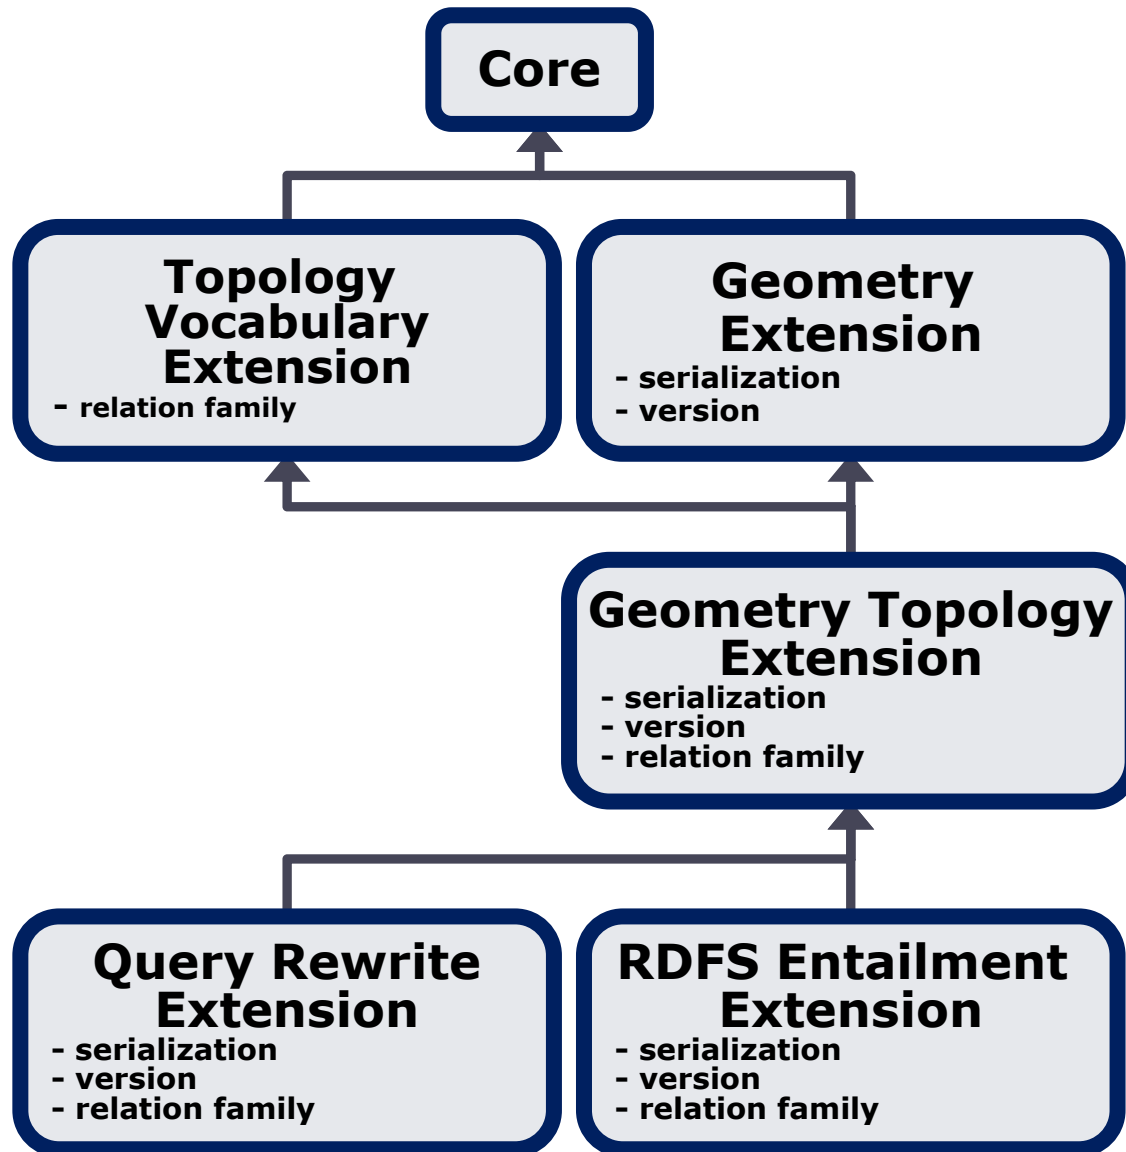 Core
Topology
Vocabulary
Extension
- relation family
Geometry
Extension
- serialization
- version
Geometry Topology
Extension
- serialization
- version
- relation family
Query Rewrite
Extension
- serialization
- version
- relation family
RDFS Entailment
Extension
- serialization
- version
- relation family